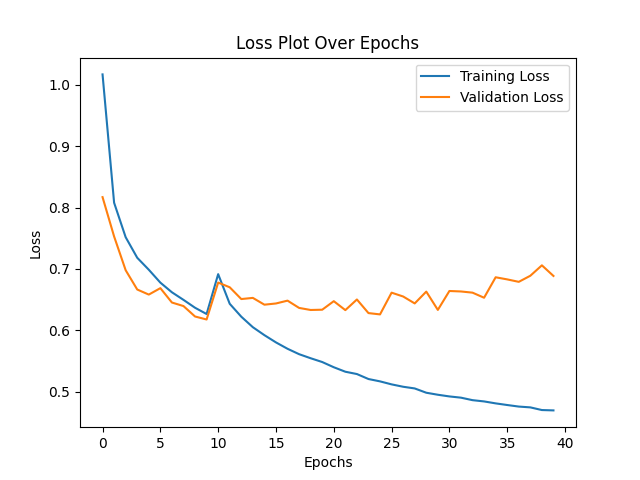 Loss Plot Over Epochs
Training Loss
Validation Loss
Loss
1.0
0.9
0.8
0.7
0.6
0.5
0 5 10 15 20 25 30 35 40
Epochs